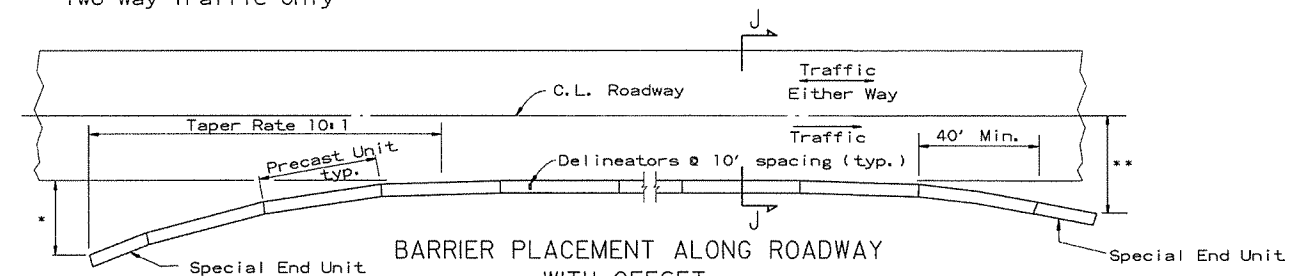 Two Way Traffic Only
J
Traffic
Either Way
C.L. Roadway
Taper Rate 10:1
Traffic
40' Min.
Precast Unit
typ.
Delineators @ 10' spacing (typ.)
*
**
J
BARRIER PLACEMENT ALONG ROADWAY
Special End Unit
Special End Unit
WITH OFFSET